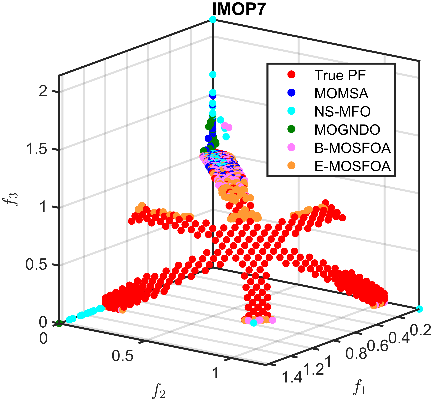 IMOP7
True PF
MOMSA
NS-MFO
MOGNDO
B-MOSFOA
E-MOSFOA
2
1.5
1
0.5
0
f3
0
0.5
1
f2
1.4
1.2
1
0.8
0.6
0.4
0.2
f1